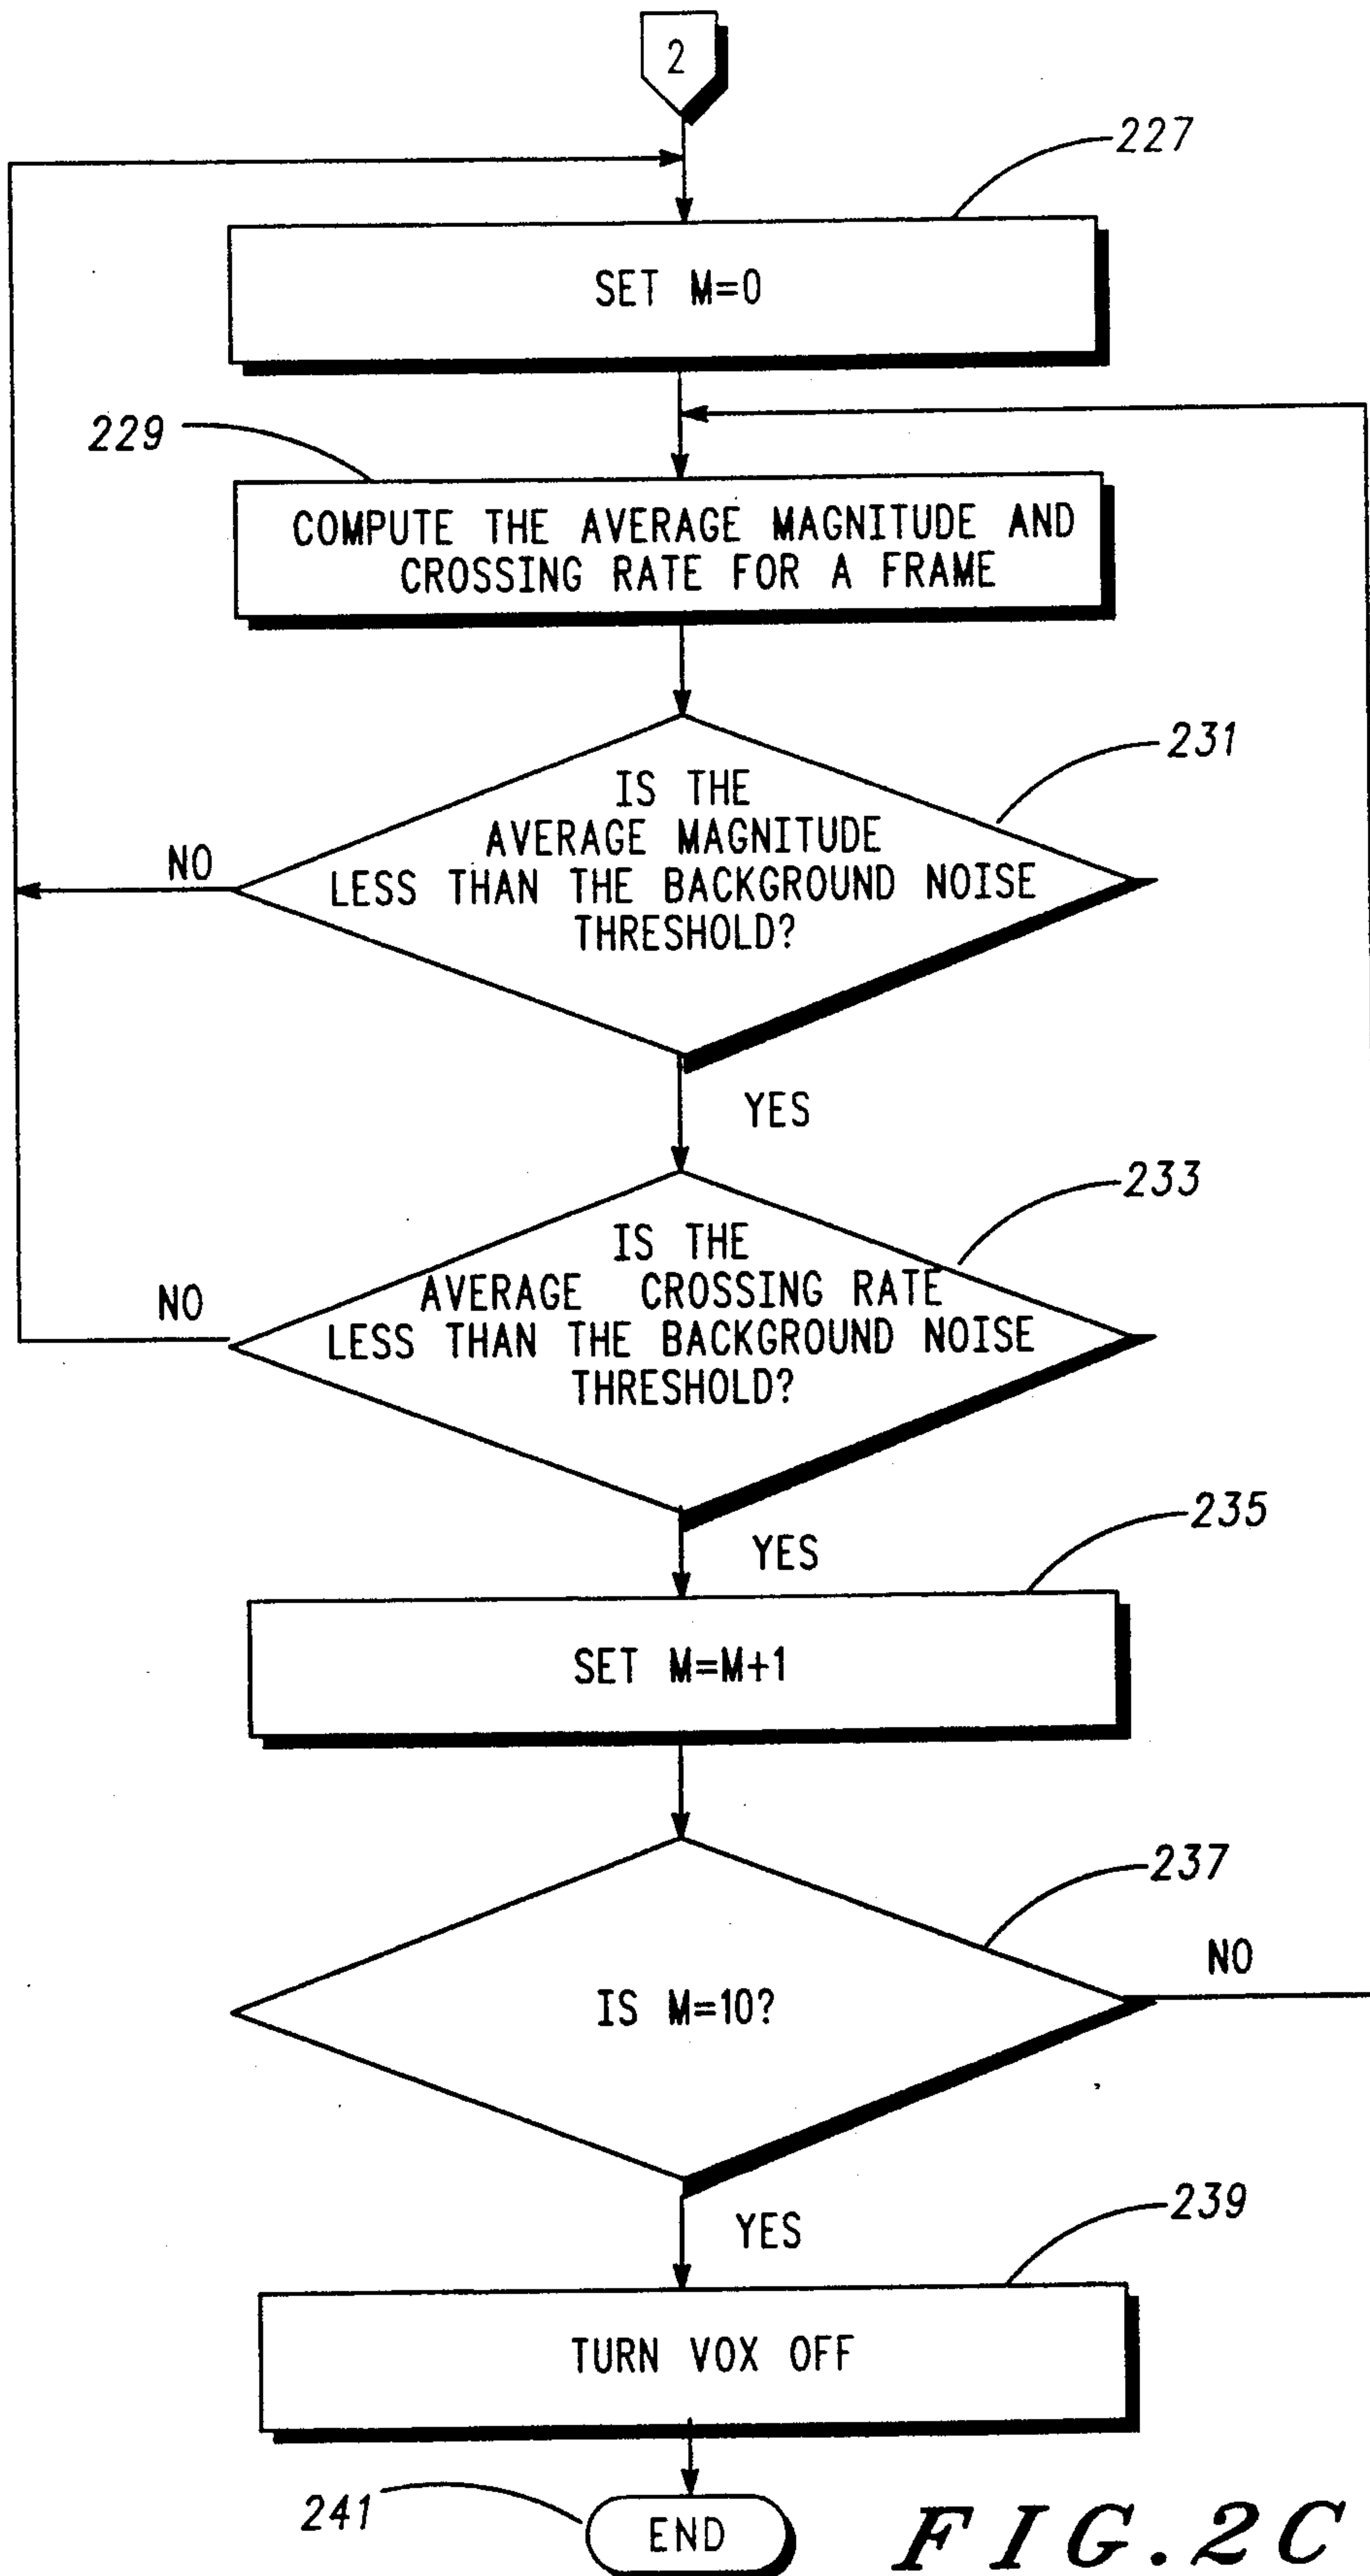 2
227
SET M=0
229
COMPUTE THE AVERAGE MAGNITUDE AND
CROSSING RATE FOR A FRAME
231
IS THE
AVERAGE MAGNITUDE
LESS THAN THE BACKGROUND NOISE
THRESHOLD?
NO
YES
233
IS THE
AVERAGE CROSSING RATE
LESS THAN THE BACKGROUND NOISE
THRESHOLD?
NO
YES
235
SET M=M+1
237
IS M=10?
NO
YES
239
TURN VOX OFF
241
END
FIG.2C